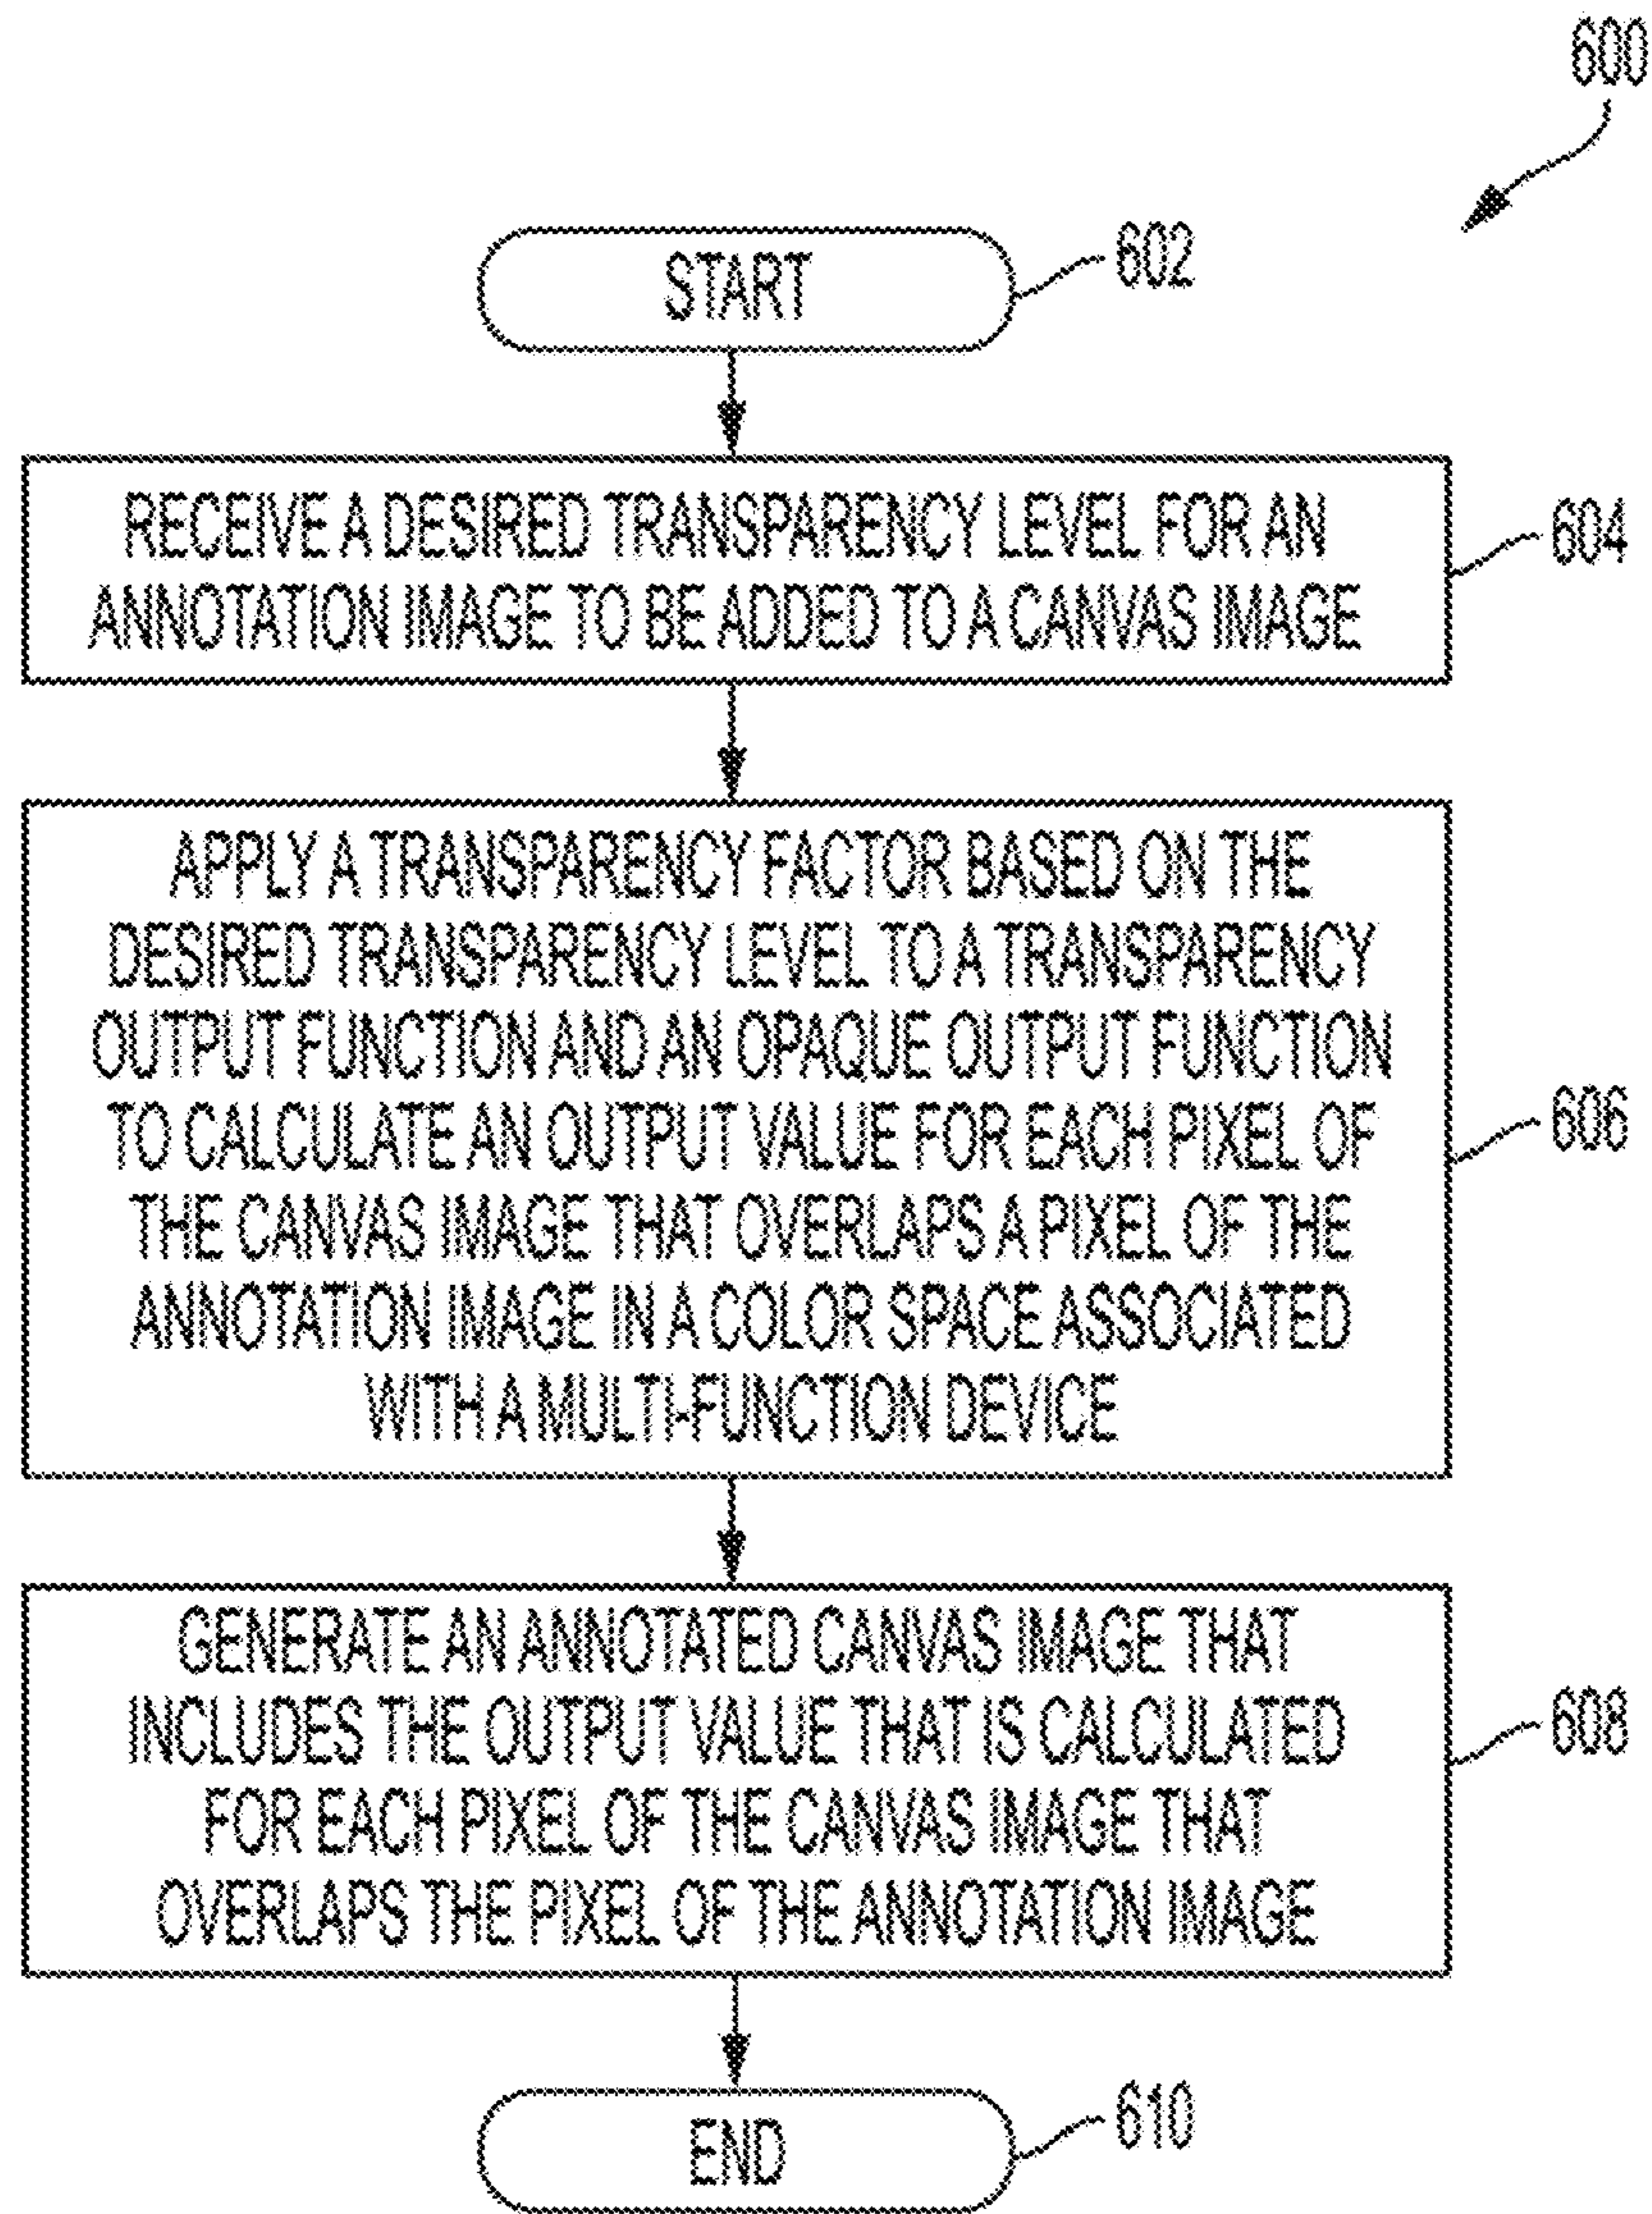 600
START
602
RECEIVE A DESIRED TRANSPARENCY LEVEL FOR AN
ANNOTATION IMAGE TO BE ADDED TO A CANVAS IMAGE
604
APPLY A TRANSPARENCY FACTOR BASED ON THE
DESIRED TRANSPARENCY LEVEL TO A TRANSPARENCY
OUTPUT FUNCTION AND AN OPAQUE OUTPUT FUNCTION
TO CALCULATE AN OUTPUT VALUE FOR EACH PIXEL OF
THE CANVAS IMAGE THAT OVERLAPS A PIXEL OF THE
ANNOTATION IMAGE IN A COLOR SPACE ASSOCIATED
WITH A MULTI-FUNCTION DEVICE
606
GENERATE AN ANNOTATED CANVAS IMAGE THAT
INCLUDES THE OUTPUT VALUE THAT IS CALCULATED
FOR EACH PIXEL OF THE CANVAS IMAGE THAT
OVERLAPS THE PIXEL OF THE ANNOTATION IMAGE
608
END
610